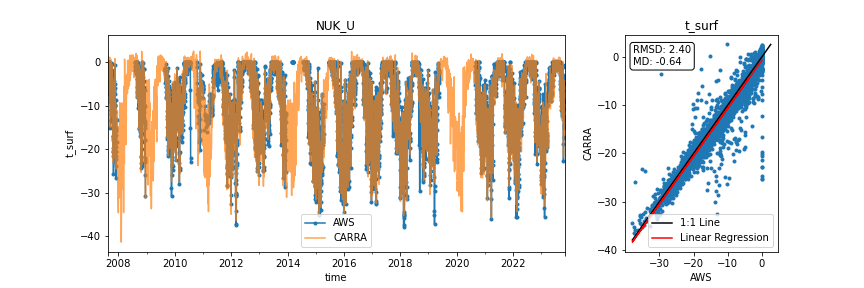 NUK_U
t_surf
0
−10
−20
−30
−40
t_surf
2008
2010
2012
2014
2016
2018
2020
2022
time
AWS
CARRA
t_surf
RMSD: 2.40
MD: -0.64
0
−10
−20
−30
−40
CARRA
−30
−20
−10
0
AWS
1:1 Line
Linear Regression